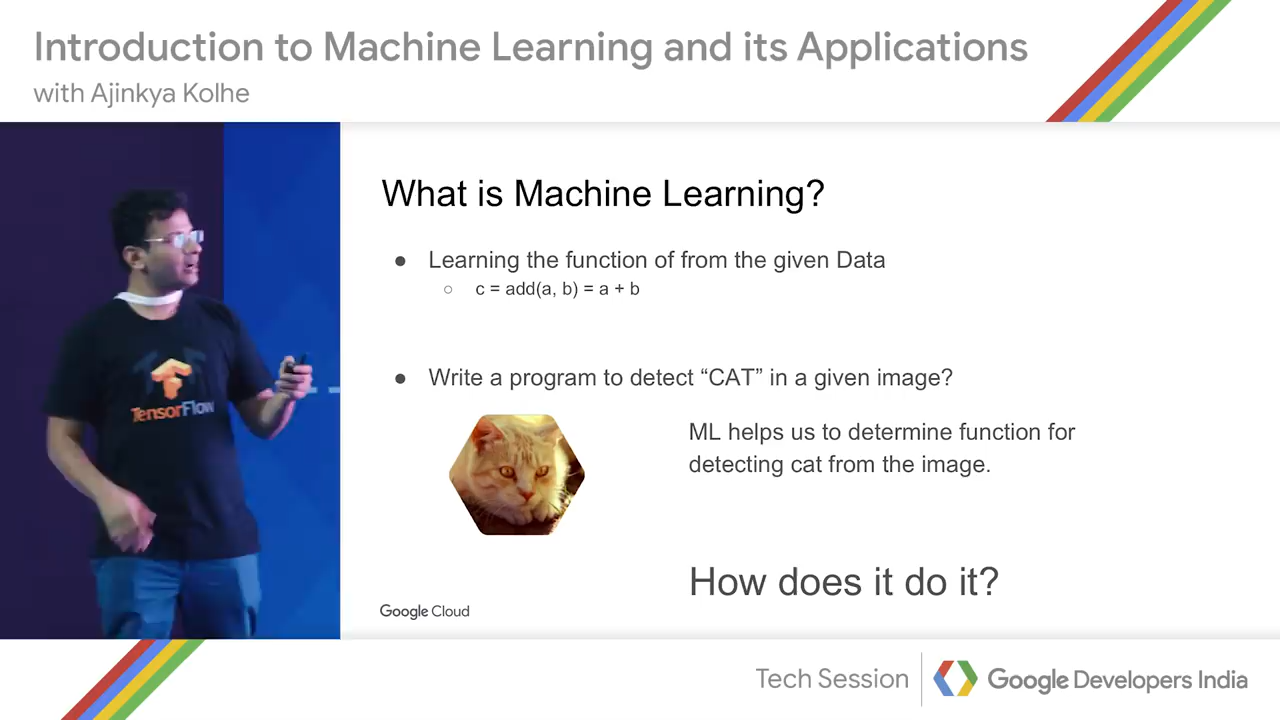 Introduction to Machine Learning and its Applications
with Ajinkya Kolhe
What is Machine Learning?
● Learning the function of from the given Data
○ c = add(a, b) = a + b
● Write a program to detect “CAT” in a given image?
ML helps us to determine function for
detecting cat from the image.
How does it do it?
TensorFlow
Google Cloud
Tech Session
Google Developers India